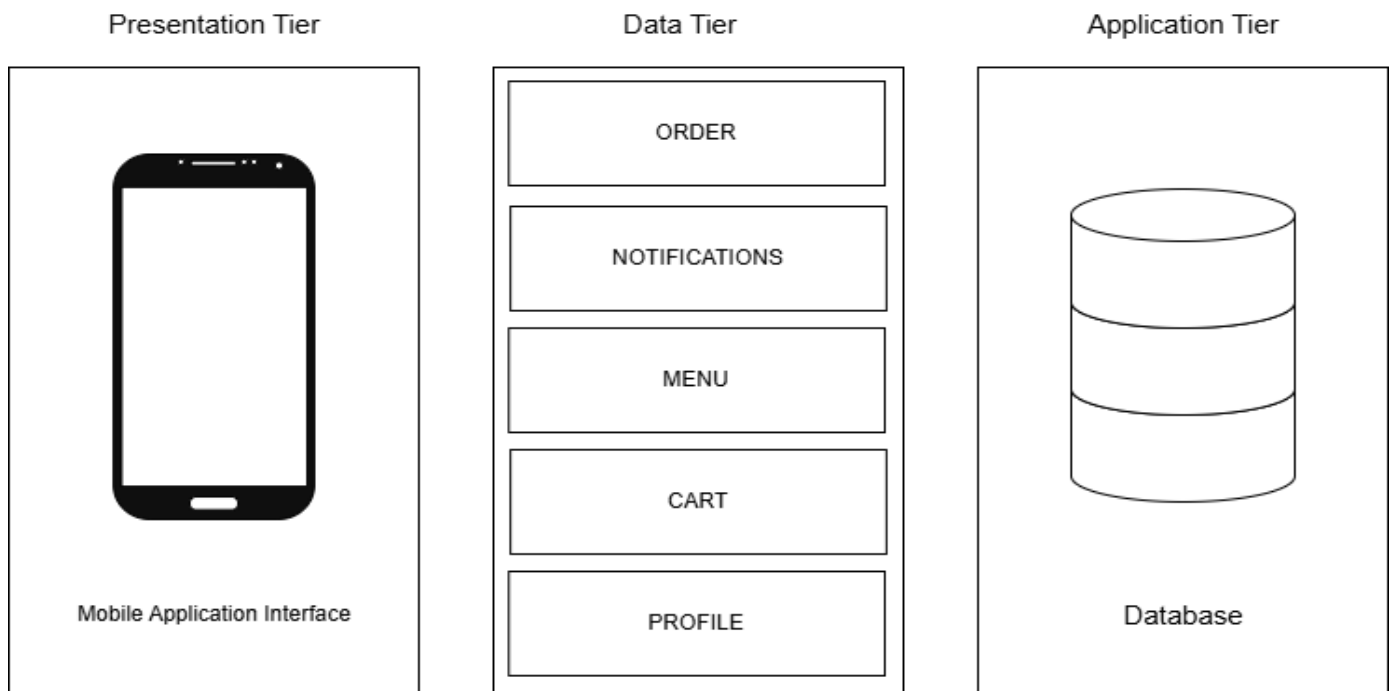 Presentation Tier
Data Tier
Application Tier
ORDER
NOTIFICATIONS
MENU
CART
PROFILE
Mobile Application Interface
Database